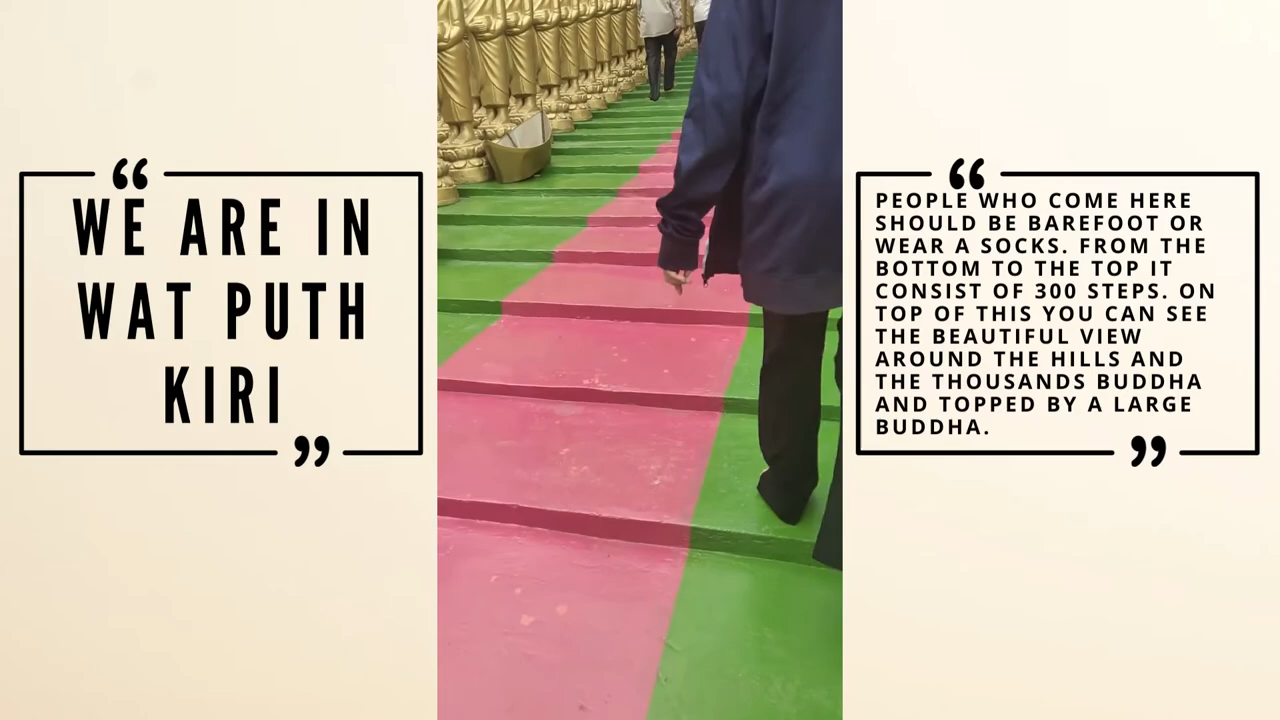 WE ARE IN
WAT PUTH
KIRI
PEOPLE WHO COME HERE
SHOULD BE BAREFOOT OR
WEAR A SOCKS. FROM THE
BOTTOM TO THE TOP IT
CONSIST OF 300 STEPS. ON
TOP OF THIS YOU CAN SEE
THE BEAUTIFUL VIEW
AROUND THE HILLS AND
THE THOUSANDS BUDDHA
AND TOPPED BY A LARGE
BUDDHA.